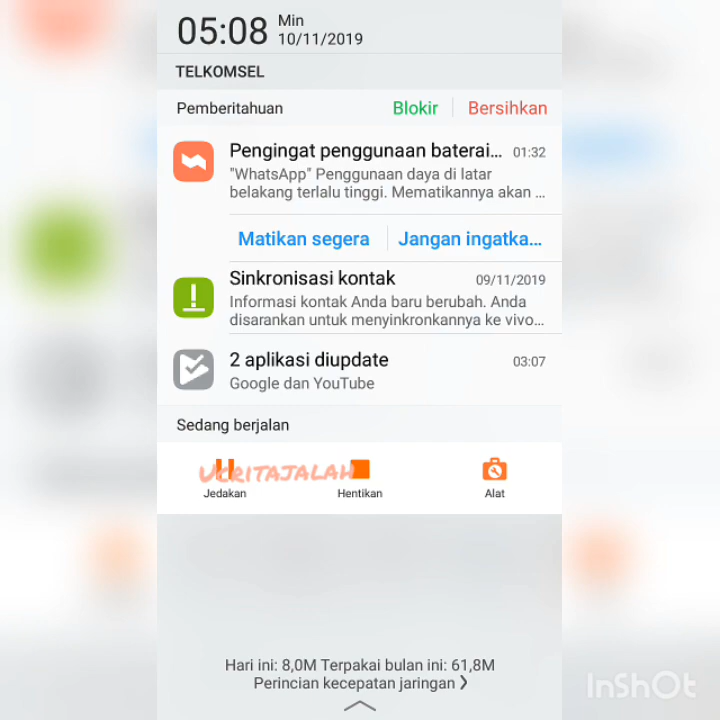 05:08 Min
10/11/2019
TELKOMSEL
Pemberitahuan Blokir Bersihkan
Pengingat penggunaan baterai... 01:32
"WhatsApp" Penggunaan daya di latar
belakang terlalu tinggi. Mematikannya akan ...
Matikan segera Jangan ingatka...
Sinkronisasi kontak 09/11/2019
Informasi kontak Anda baru berubah. Anda
disarankan untuk menyinkronkannya ke vivo...
2 aplikasi diupdate 03:07
Google dan YouTube
Sedang berjalan
UCRITAJALAH
Jedakan Hentikan Alat
Hari ini: 8,0M Terpakai bulan ini: 61,8M
Perincian kecepatan jaringan
InShOt